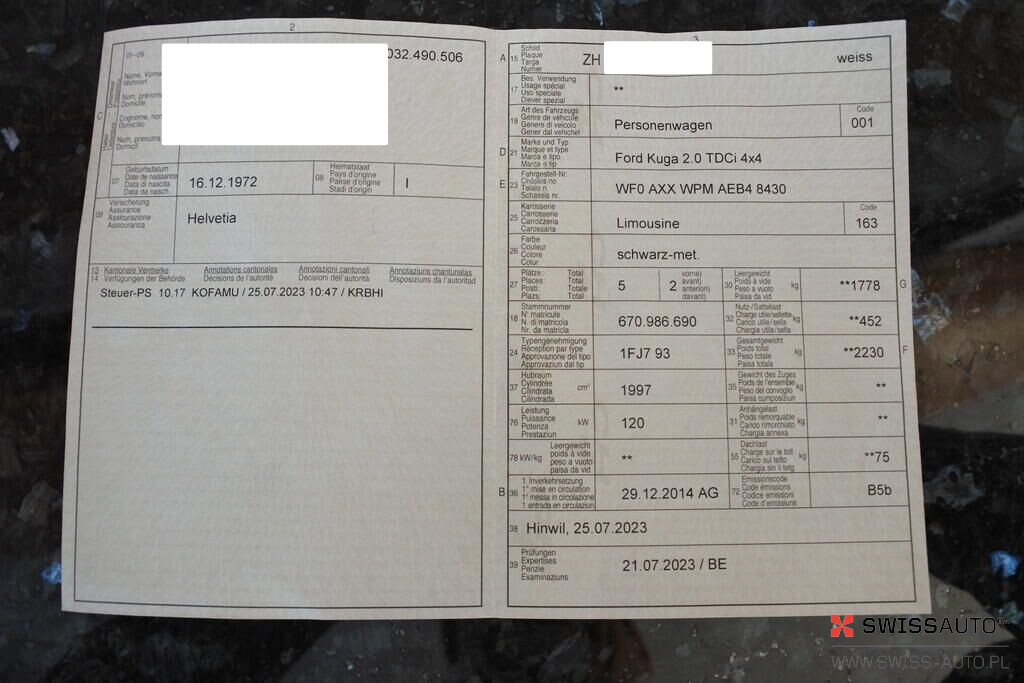 2
01-06
032.490.506
Name, Vorna
Wohnort
Nom, prénoms
Domicile
Cognome, nom
Domicilio
Num, prenums
Domicil
C
07
Geburtsdatum
Date de naissance
Data di nascita
Data da nasch.
16.12.1972
08
Heimatstaat
Pays d'origine
Paese d'origine
Stadi d'origin
I
09
Versicherung
Assurance
Assicurazione
Assicuranza
Helvetia
13 Kantonale Vermerke Annotations cantonales Annotazioni cantonali Annotaziuns chantunalas
14 Verfügungen der Behörde Décisions de l'autorité Decisioni dell'autorità Disposiziuns da l'autoritad
Steuer-PS 10.17 KOFAMU / 25.07.2023 10:47 / KRBHI
3
A 15
Schild
Plaque
Targa
Numer
ZH
weiss
17
Bes. Verwendung
Usage spécial
Uso speciale
Diever spezial
**
19
Art des Fahrzeugs
Genre de véhicule
Genere di veicolo
Gener dal vehichel
Personenwagen
Code
001
D 21
Marke und Typ
Marque et type
Marca e tipo
Marca e tip
Ford Kuga 2.0 TDCi 4x4
E 23
Fahrgestell-Nr.
Châssis no
Telaio n.
Schassis nr.
WF0 AXX WPM AEB4 8430
25
Karosserie
Carrosserie
Carrozzeria
Carossaria
Limousine
Code
163
26
Farbe
Couleur
Colore
Colur
schwarz-met.
27
Plätze: Total
Places: Total
Posti: Totale
Plazs: Total
5
( 2
vorne)
avant)
anteriori)
davant)
30
Leergewicht
Poids à vide
Peso a vuoto
Paisa da vid
kg
**1778
G
18
Stammnummer
N° matricule
N. di matricola
Nr. da matricla
670.986.690
32
Nutz-/Sattellast
Charge utile/sellette
Carico utile/sella
Chargia utila/sella
kg
**452
24
Typengenehmigung
Réception par type
Approvazione del tipo
Approvaziun dal tip
1FJ7 93
33
Gesamtgewicht
Poids total
Peso totale
Paisa totala
kg
**2230
F
37
Hubraum
Cylindrée
Cilindrata
Cilindrada
cm³
1997
35
Gewicht des Zuges
Poids de l'ensemble
Peso del convoglio
Paisa cumposiziun
kg
**
76
Leistung
Puissance
Potenza
Prestaziun
kW
120
31
Anhängelast
Poids remorquable
Carico rimorchiato
Chargia annexa
kg
**
78 kW/kg
Leergewicht
poids à vide
peso a vuoto
paisa da vid
**
55
Dachlast
Charge sur le toit
Carico sul tetto
Chargia sin il tetg
kg
**75
B 36
1. Inverkehrsetzung
1re mise en circulation
1a messa in circolazione
1. entrada en circulaziun
29.12.2014 AG
72
Emissionscode
Code émissions
Codice emissioni
Code d'emissiuns
B5b
38
Hinwil, 25.07.2023
39
Prüfungen
Expertises
Perizie
Examinaziuns
21.07.2023 / BE
SWISSAUTO
WWW.SWISS-AUTO.PL